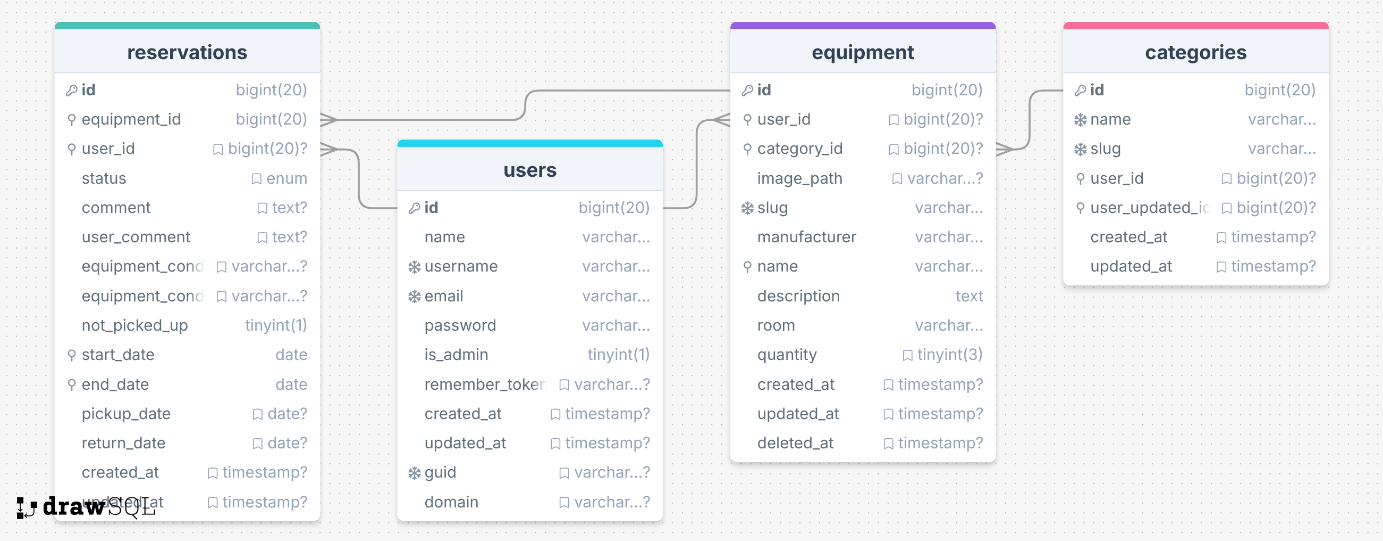 reservations
id bigint(20)
equipment_id bigint(20)
user_id bigint(20)?
status enum
comment text?
user_comment text?
equipment_cond varchar...?
equipment_cond varchar...?
not_picked_up tinyint(1)
start_date date
end_date date
pickup_date date?
return_date date?
created_at timestamp?
updated_at timestamp?
users
id bigint(20)
name varchar...
username varchar...
email varchar...
password varchar...
is_admin tinyint(1)
remember_token varchar...?
created_at timestamp?
updated_at timestamp?
guid varchar...?
domain varchar...?
equipment
id bigint(20)
user_id bigint(20)?
category_id bigint(20)?
image_path varchar...?
slug varchar...
manufacturer varchar...
name varchar...
description text
room varchar...
quantity tinyint(3)
created_at timestamp?
updated_at timestamp?
deleted_at timestamp?
categories
id bigint(20)
name varchar...
slug varchar...
user_id bigint(20)?
user_updated_ic bigint(20)?
created_at timestamp?
updated_at timestamp?
drawSQL